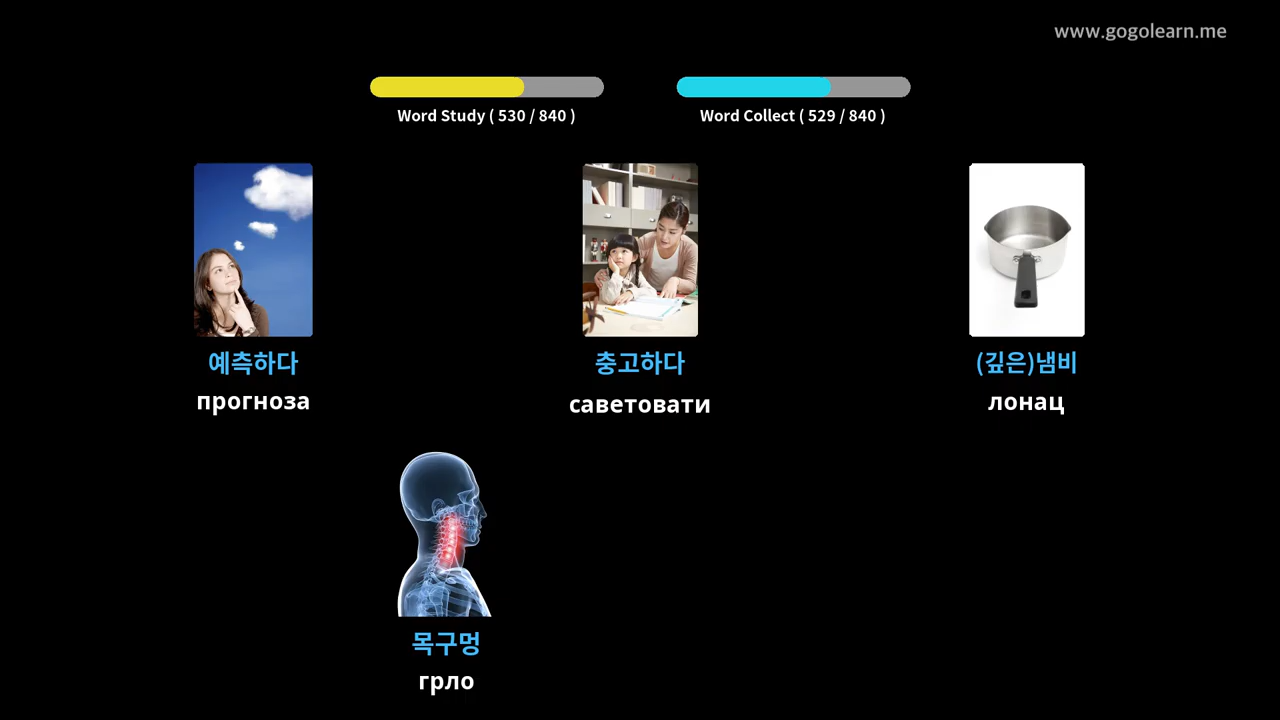 www.gogolearn.me
Word Study ( 530 / 840 )
Word Collect ( 529 / 840 )
예측하다
прогноза
충고하다
саветовати
(깊은)냄비
лонац
목구멍
грло